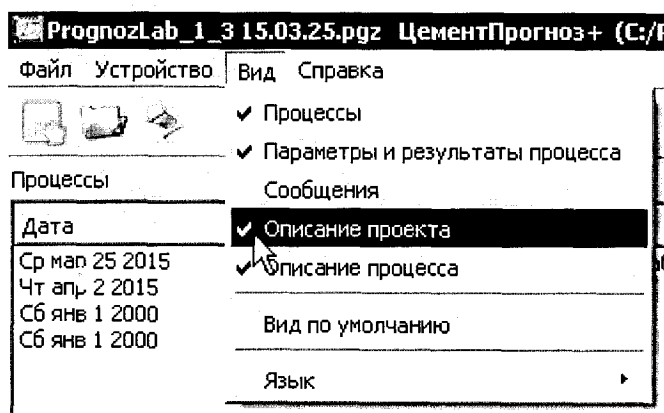 PrognozLab_1_3 15.03.25.pgz ЦементПрогноз+ (C:/
Файл Устройство Вид Справка
Процессы
Параметры и результаты процесса
Процессы
Сообщения
Дата
Описание проекта
Ср мар 25 2015
Описание процесса
Чт апр 2 2015
Сб янв 1 2000
Вид по умолчанию
Сб янв 1 2000
Язык